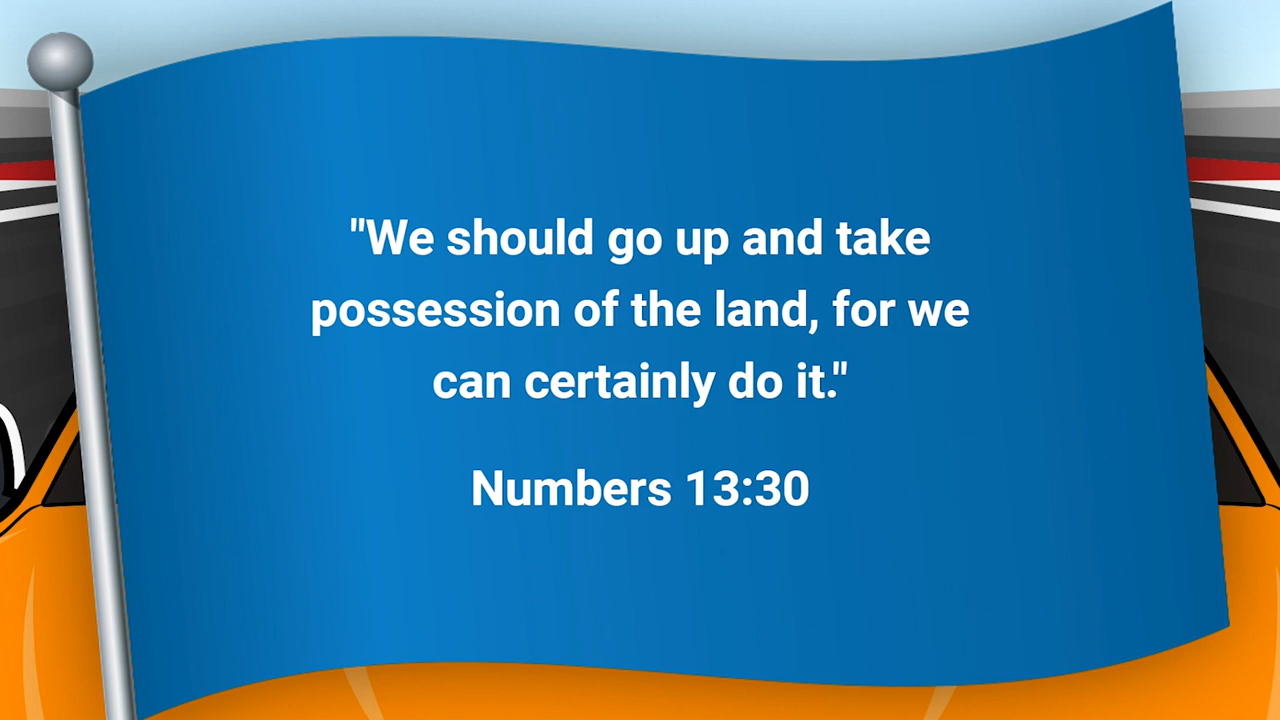 "We should go up and take
possession of the land, for we
can certainly do it."
Numbers 13:30